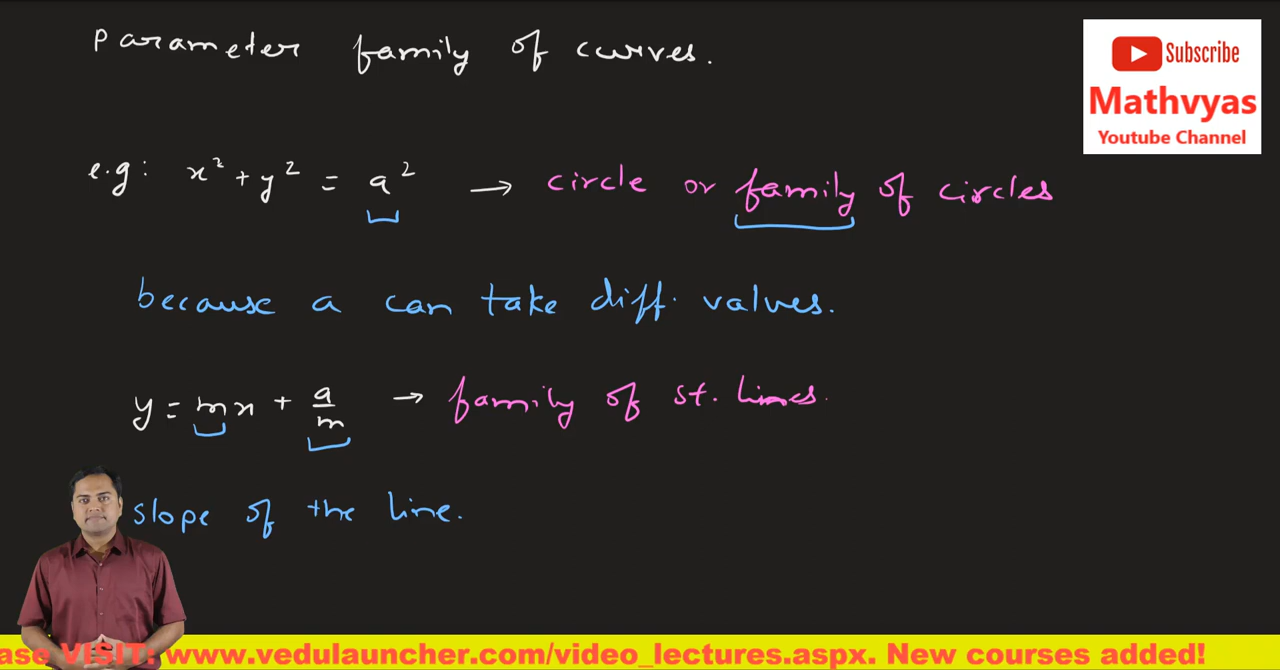 Parameter family of curves.
Subscribe
Mathvyas
Youtube Channel
e.g: x² + y² = a² → circle or family of circles
because a can take diff. values.
y = mx + a/m → family of st. lines.
slope of the line.
ase VISIT: www.vedulauncher.com/video_lectures.aspx. New courses added!